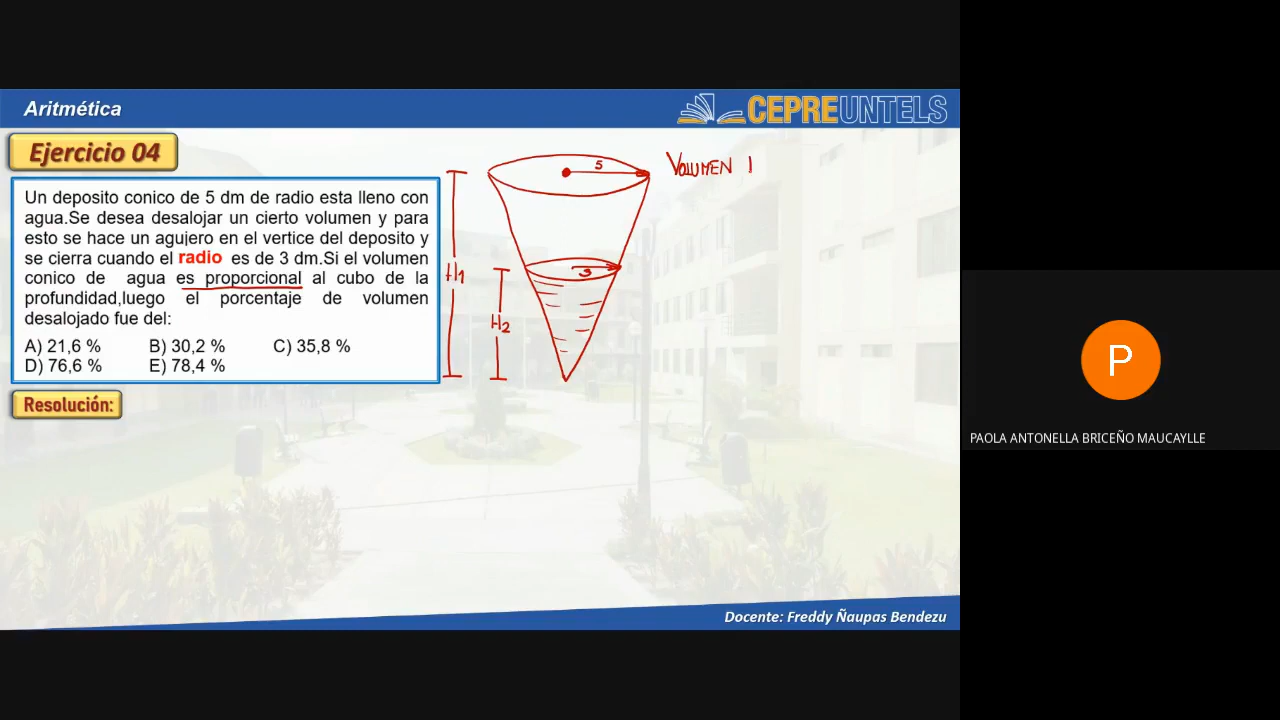 Aritmética
CEPREUNTELS
Ejercicio 04
Un deposito conico de 5 dm de radio esta lleno con
agua.Se desea desalojar un cierto volumen y para
esto se hace un agujero en el vertice del deposito y
se cierra cuando el radio es de 3 dm.Si el volumen
conico de agua es proporcional al cubo de la
profundidad,luego el porcentaje de volumen
desalojado fue del:
A) 21,6 % B) 30,2 % C) 35,8 %
D) 76,6 % E) 78,4 %
Resolución:
5
VOLUMEN 1
H1
3
H2
P
PAOLA ANTONELLA BRICEÑO MAUCAYLLE
Docente: Freddy Ñaupas Bendezu